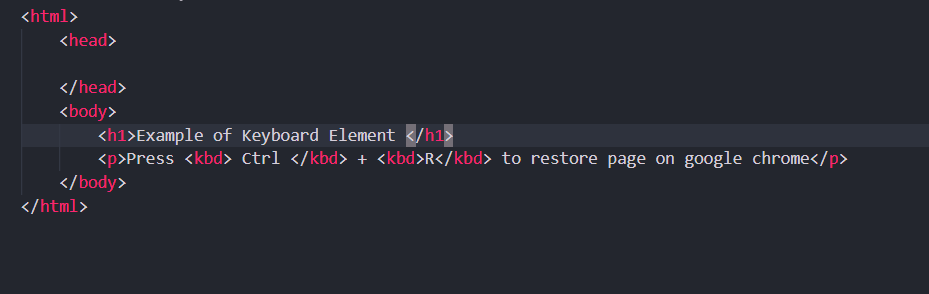 <html>
<head>
</head>
<body>
<h1>Example of Keyboard Element </h1>
<p>Press <kbd> Ctrl </kbd> + <kbd>R</kbd> to restore page on google chrome</p>
</body>
</html>